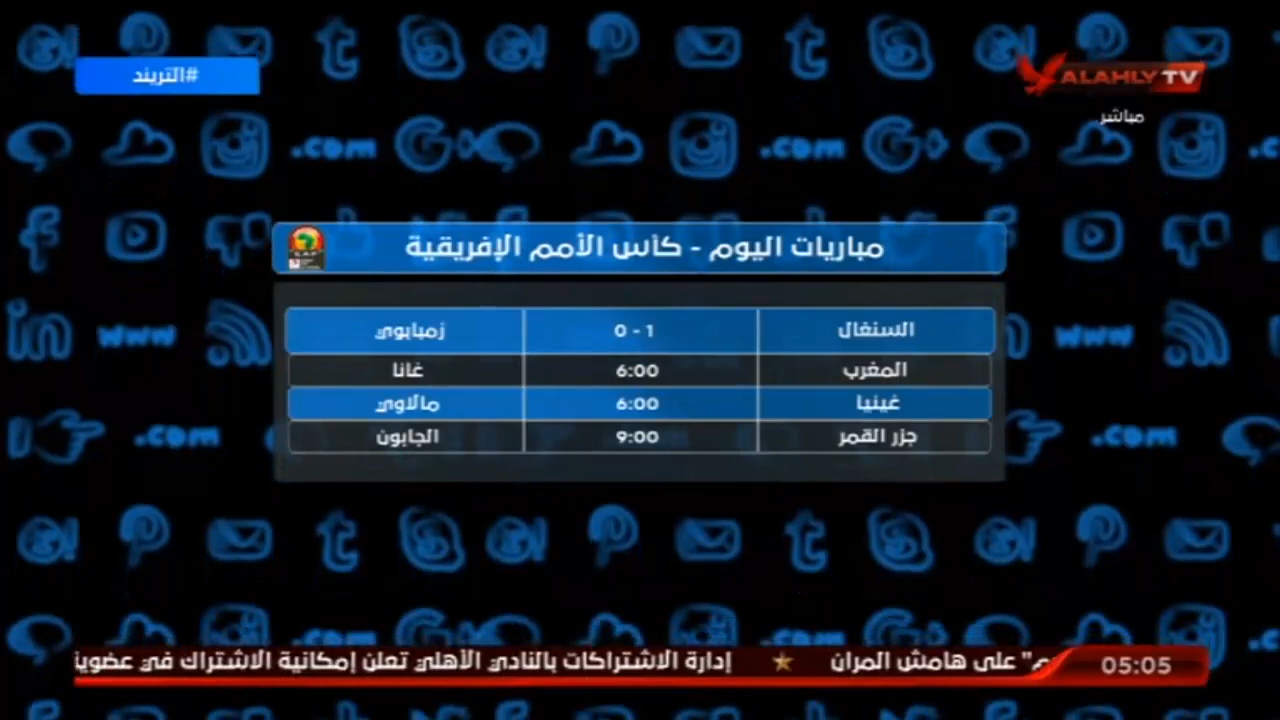 #التريند
ALAHLY TV
مباشر
مباريات اليوم - كأس الأمم الإفريقية
السنغال 1 - 0 زمبابوي
المغرب 6:00 غانا
غينيا 6:00 مالاوي
جزر القمر 9:00 الجابون
05:05 م" على هامش المران ★ إدارة الاشتراكات بالنادي الأهلي تعلن إمكانية الاشتراك في